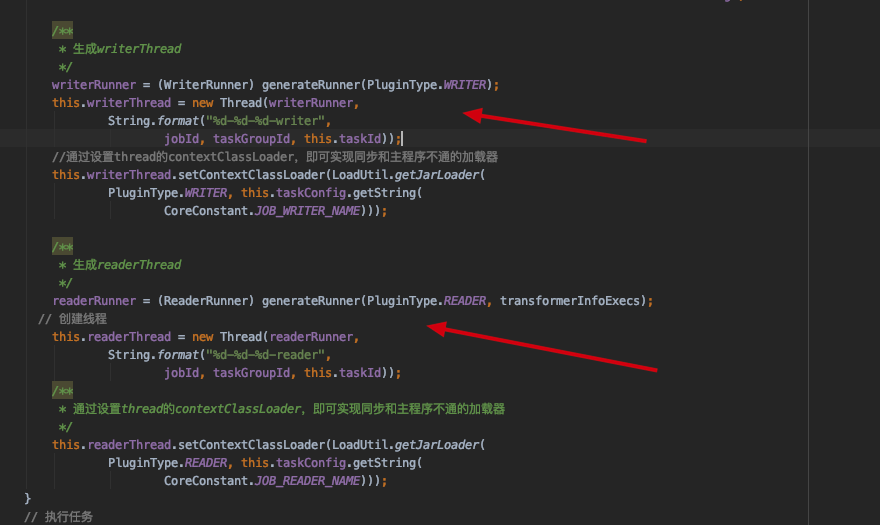 /**
 * 生成writerThread
 */
writerRunner = (WriterRunner) generateRunner(PluginType.WRITER);
this.writerThread = new Thread(writerRunner,
String.format("%d-%d-%d-writer",
jobId, taskGroupId, this.taskId));
//通过设置thread的contextClassLoader，即可实现同步和主程序不通的加载器
this.writerThread.setContextClassLoader(LoadUtil.getJarLoader(
PluginType.WRITER, this.taskConfig.getString(
CoreConstant.JOB_WRITER_NAME)));
/**
 * 生成readerThread
 */
readerRunner = (ReaderRunner) generateRunner(PluginType.READER, transformerInfoExecs);
// 创建线程
this.readerThread = new Thread(readerRunner,
String.format("%d-%d-%d-reader",
jobId, taskGroupId, this.taskId));
/**
 * 通过设置thread的contextClassLoader，即可实现同步和主程序不通的加载器
 */
this.readerThread.setContextClassLoader(LoadUtil.getJarLoader(
PluginType.READER, this.taskConfig.getString(
CoreConstant.JOB_READER_NAME)));
}
// 执行任务